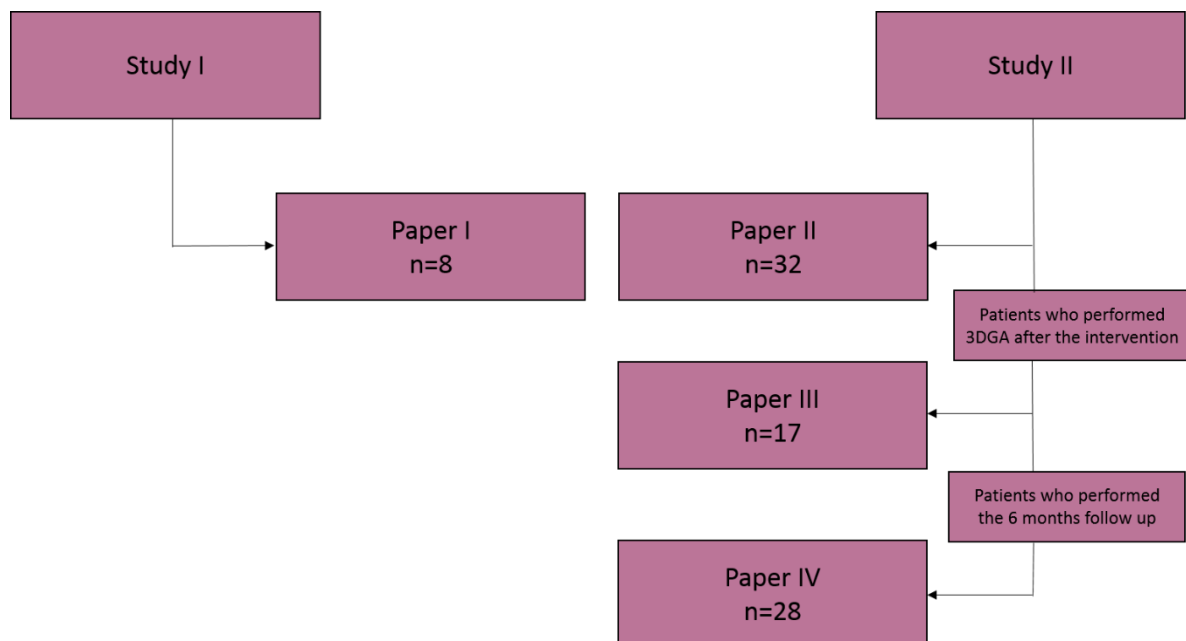 Study I
Study II
Paper I
n=8
Paper II
n=32
Patients who performed
3DGA after the intervention
Paper III
n=17
Patients who performed
the 6 months follow up
Paper IV
n=28